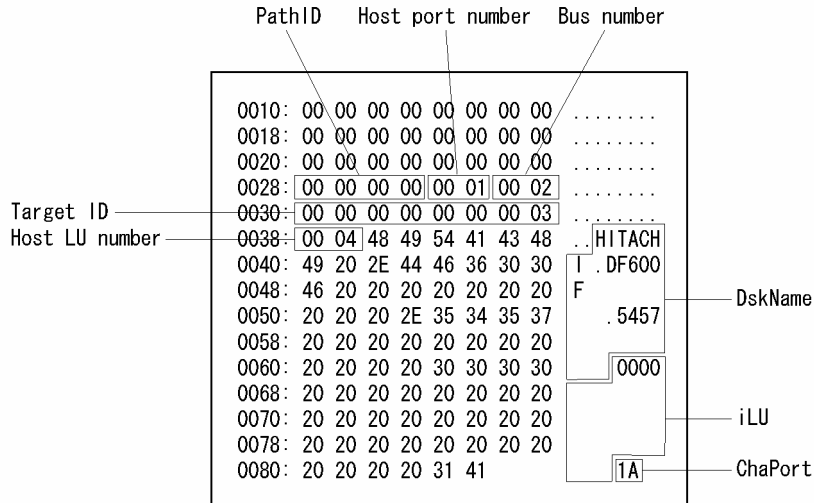 PathID Host port number Bus number
0010: 00 00 00 00 00 00 00 00 ........
0018: 00 00 00 00 00 00 00 00 ........
0020: 00 00 00 00 00 00 00 00 ........
0028: 00 00 00 00 00 01 00 02 ........
Target ID 0030: 00 00 00 00 00 00 00 03 ........
Host LU number 0038: 00 04 48 49 54 41 43 48 ..HITACH
0040: 49 20 2E 44 46 36 30 30 I .DF600
0048: 46 20 20 20 20 20 20 20 F
DskName
0050: 20 20 20 2E 35 34 35 37 .5457
0058: 20 20 20 20 20 20 20 20
0060: 20 20 20 20 30 30 30 30 0000
0068: 20 20 20 20 20 20 20 20
0070: 20 20 20 20 20 20 20 20 iLU
0078: 20 20 20 20 20 20 20 20
0080: 20 20 20 20 31 41 1A ChaPort